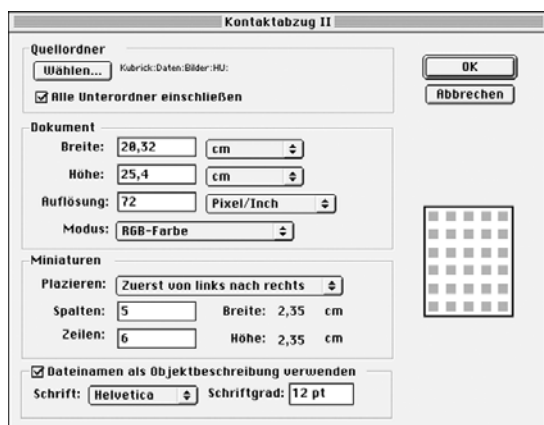 Kontaktabzug II
Quellordner
Wählen... Kubrick:Daten:Bilder:HU:
Alle Unterordner einschließen
OK
Abbrechen
Dokument
Breite: 20,32 cm
Höhe: 25,4 cm
Auflösung: 72 Pixel/Inch
Modus: RGB-Farbe
Miniaturen
Plazieren: Zuerst von links nach rechts
Spalten: 5 Breite: 2,35 cm
Zeilen: 6 Höhe: 2,35 cm
Dateinamen als Objektbeschreibung verwenden
Schrift: Helvetica Schriftgrad: 12 pt